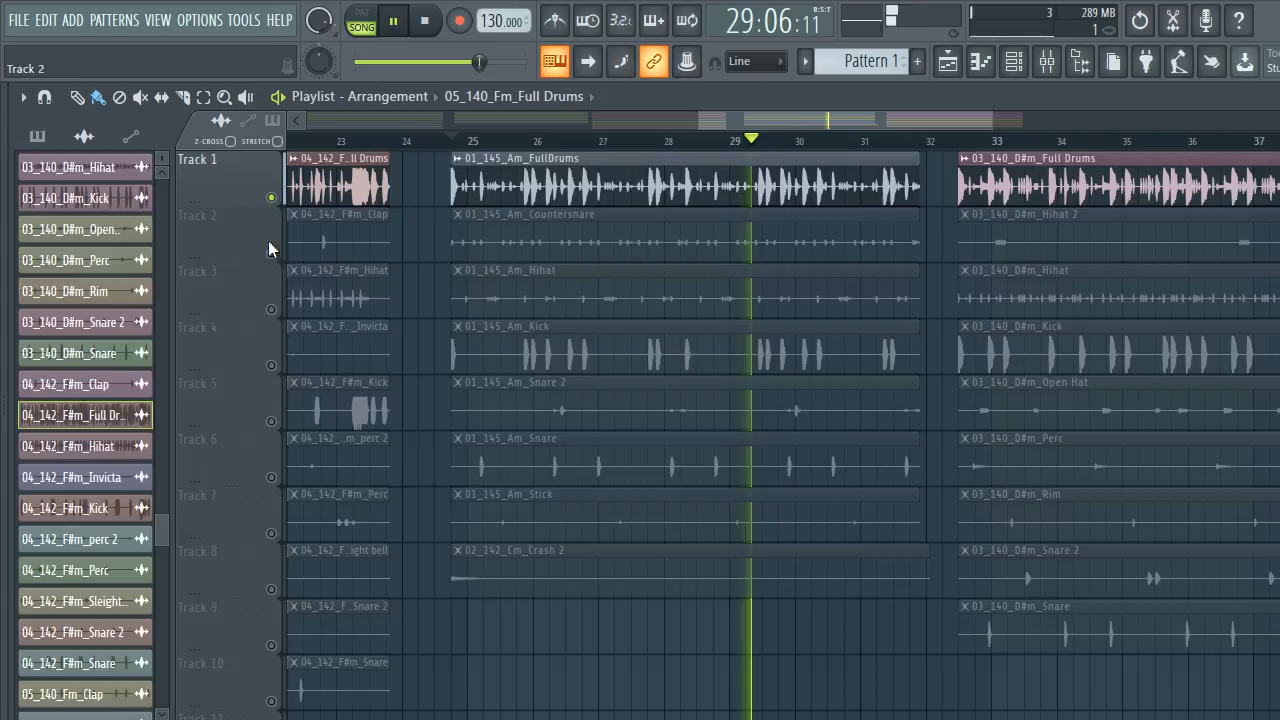 FILE EDIT ADD PATTERNS VIEW OPTIONS TOOLS HELP
PAT
SONG
130.000
3.2.
29:06:11
B:S:T
3
289 MB
1
Track 2
Line
Pattern 1
Playlist - Arrangement
05_140_Fm_Full Drums
Z-CROSS
STRETCH
23 24 25 26 27 28 29 30 31 32 33 34 35 36 37
03_140_D#m_Hihat
03_140_D#m_Kick
03_140_D#m_Open..
03_140_D#m_Perc
03_140_D#m_Rim
03_140_D#m_Snare 2
03_140_D#m_Snare
04_142_F#m_Clap
04_142_F#m_Full Dr..
04_142_F#m_Hihat
04_142_F#m_Invicta
04_142_F#m_Kick
04_142_F#m_perc 2
04_142_F#m_Perc
04_142_F#m_Sleight..
04_142_F#m_Snare 2
04_142_F#m_Snare
05_140_Fm_Clap
Track 1
04_142_F..ll Drums
01_145_Am_FullDrums
03_140_D#m_Full Drums
Track 2
04_142_F#m_Clap
01_145_Am_Countersnare
03_140_D#m_Hihat 2
Track 3
04_142_F#m_Hihat
01_145_Am_Hihat
03_140_D#m_Hihat
Track 4
04_142_F.._Invicta
01_145_Am_Kick
03_140_D#m_Kick
Track 5
04_142_F#m_Kick
01_145_Am_Snare 2
03_140_D#m_Open Hat
Track 6
04_142_..m_perc 2
01_145_Am_Snare
03_140_D#m_Perc
Track 7
04_142_F#m_Perc
01_145_Am_Stick
03_140_D#m_Rim
Track 8
04_142_F..ight bell
02_142_Cm_Crash 2
03_140_D#m_Snare 2
Track 9
04_142_F..Snare 2
03_140_D#m_Snare
Track 10
04_142_F#m_Snare